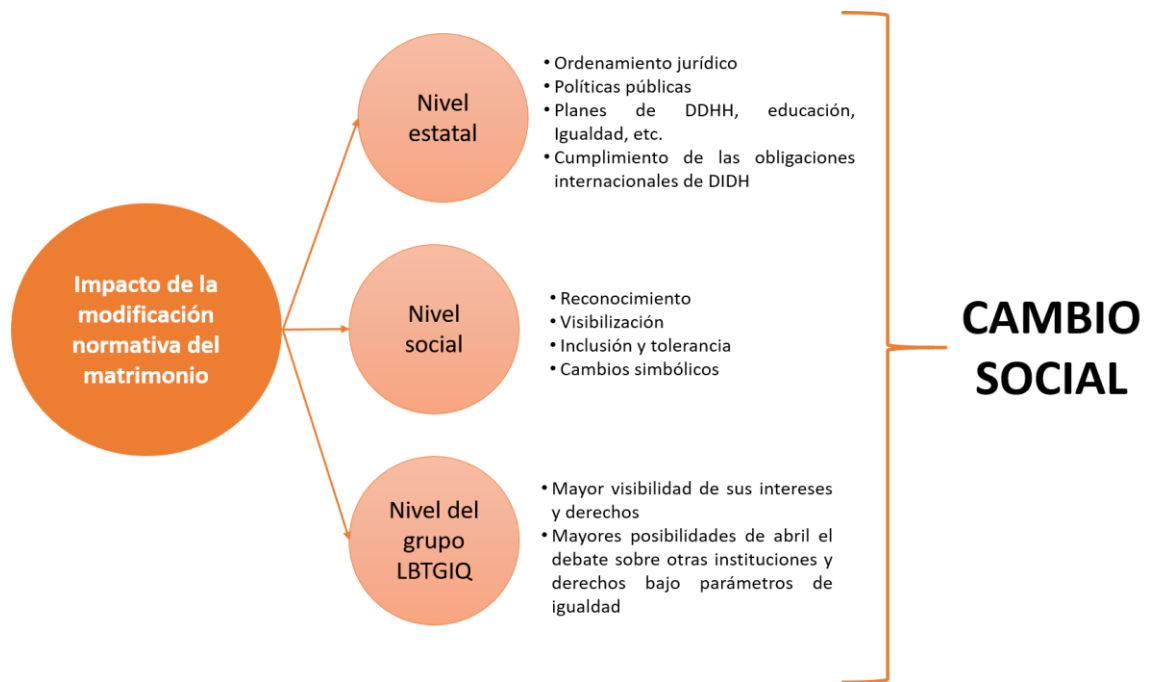 Impacto de la
modificación
normativa del
matrimonio
Nivel
estatal
• Ordenamiento jurídico
• Políticas públicas
• Planes de DDHH, educación,
Igualdad, etc.
• Cumplimiento de las obligaciones
internacionales de DIDH
Nivel
social
• Reconocimiento
• Visibilización
• Inclusión y tolerancia
• Cambios simbólicos
Nivel del
grupo
LBTGIQ
• Mayor visibilidad de sus intereses
y derechos
• Mayores posibilidades de abril el
debate sobre otras instituciones y
derechos bajo parámetros de
igualdad
CAMBIO
SOCIAL